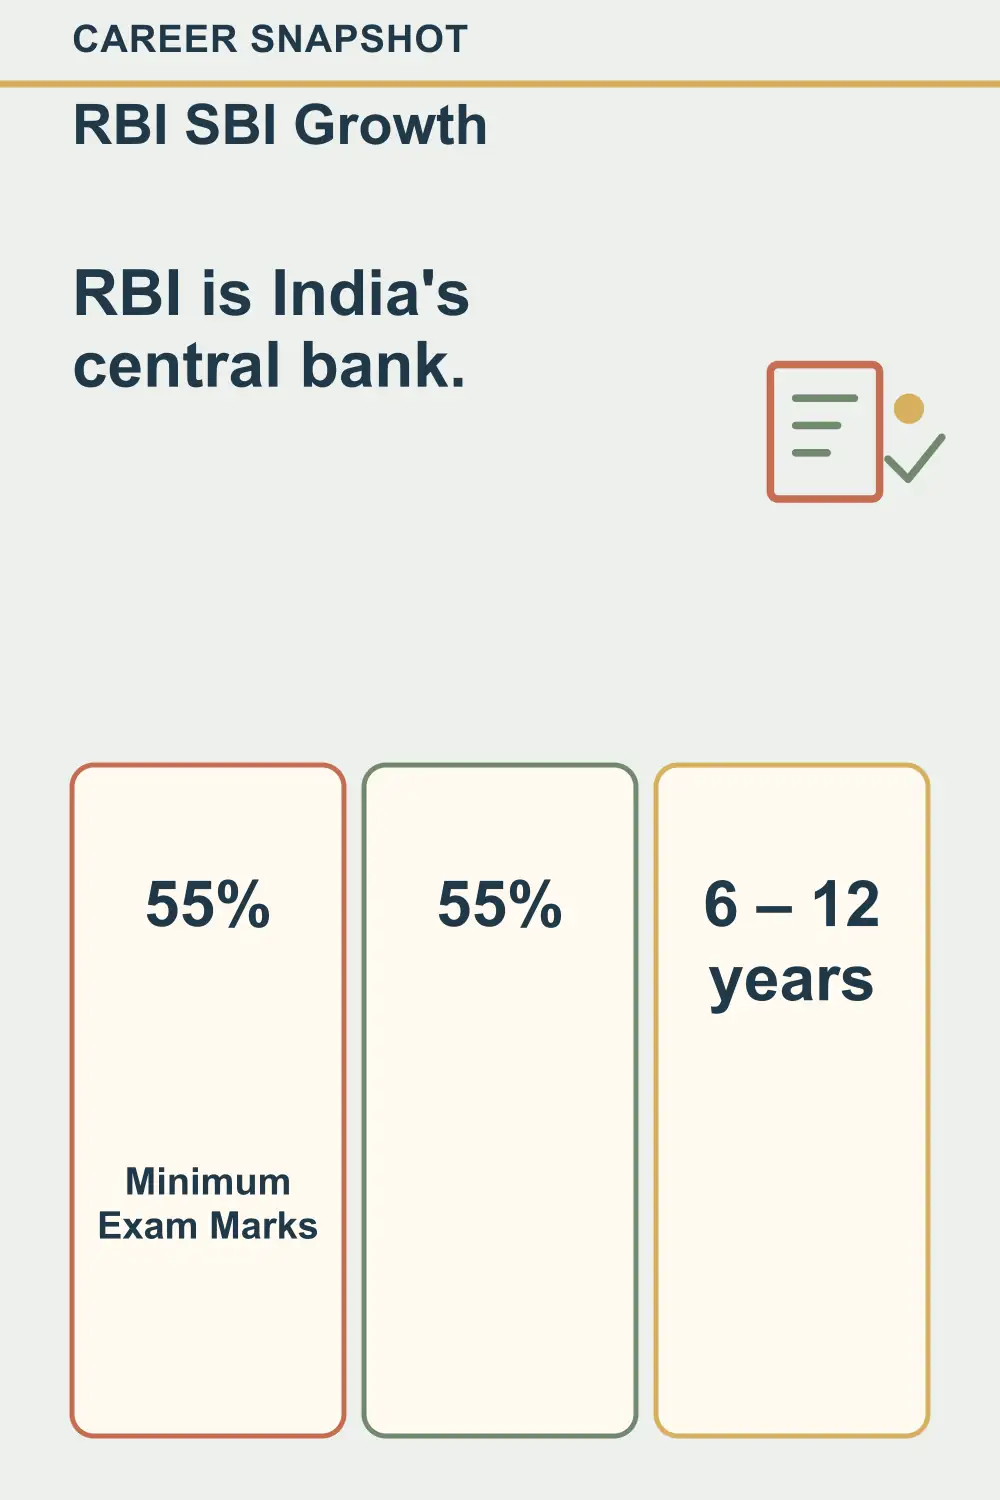 CAREER SNAPSHOT
RBI SBI Growth
RBI is India's
central bank.
55%
Minimum
Exam Marks
55%
6 – 12
years